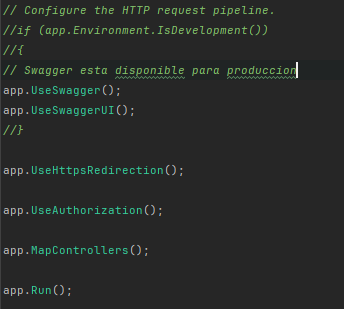 // Configure the HTTP request pipeline.
//if (app.Environment.IsDevelopment())
//{
// Swagger esta disponible para produccion
app.UseSwagger();
app.UseSwaggerUI();
//}
app.UseHttpsRedirection();
app.UseAuthorization();
app.MapControllers();
app.Run();